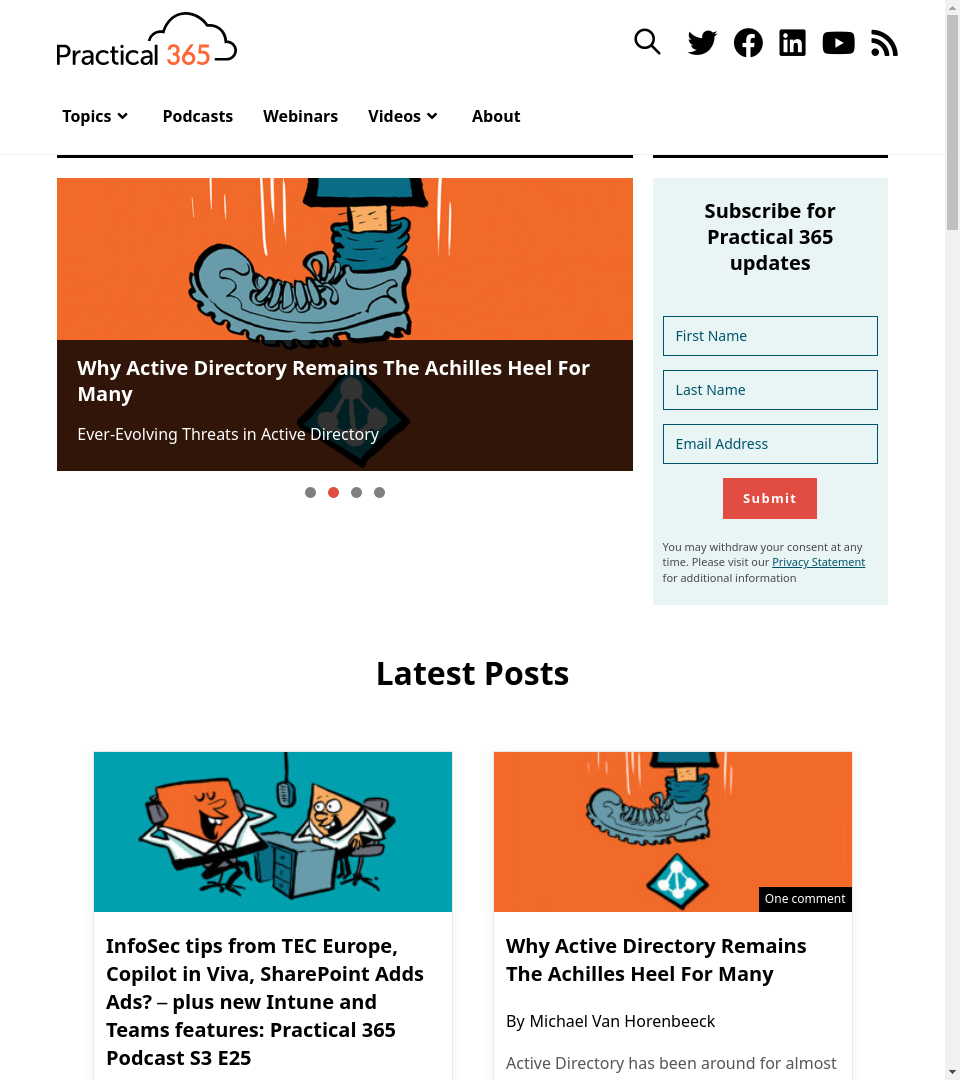 Practical 365
Topics
Podcasts
Webinars
Videos
About
Why Active Directory Remains The Achilles Heel For
Many
Ever-Evolving Threats in Active Directory
Subscribe for
Practical 365
updates
First Name
Last Name
Email Address
Submit
You may withdraw your consent at any
time. Please visit our Privacy Statement
for additional information
Latest Posts
InfoSec tips from TEC Europe,
Copilot in Viva, SharePoint Adds
Ads? – plus new Intune and
Teams features: Practical 365
Podcast S3 E25
One comment
Why Active Directory Remains
The Achilles Heel For Many
By Michael Van Horenbeeck
Active Directory has been around for almost